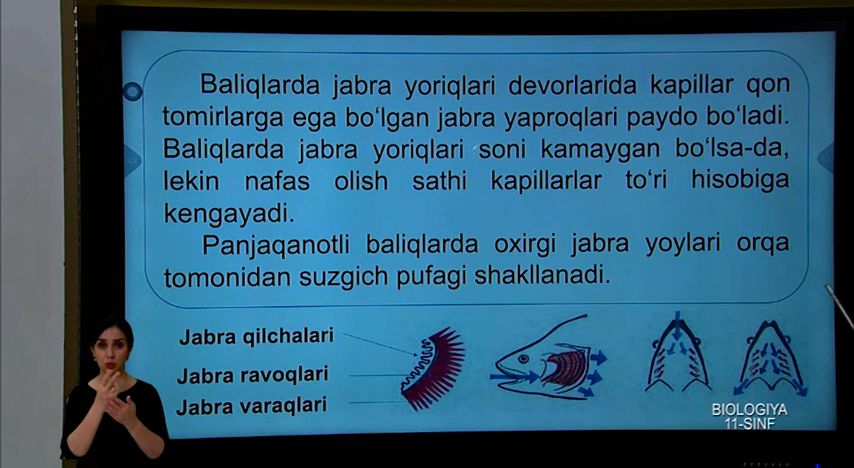 Baliqlarda jabra yoriqlari devorlarida kapillar qon
tomirlarga ega bo‘lgan jabra yaproqlari paydo bo‘ladi.
Baliqlarda jabra yoriqlari soni kamaygan bo‘lsa-da,
lekin nafas olish sathi kapillarlar to‘ri hisobiga
kengayadi.
Panjaqanotli baliqlarda oxirgi jabra yoylari orqa
tomonidan suzgich pufagi shakllanadi.
Jabra qilchalari
Jabra ravoqlari
Jabra varaqlari
BIOLOGIYA
11-SINF